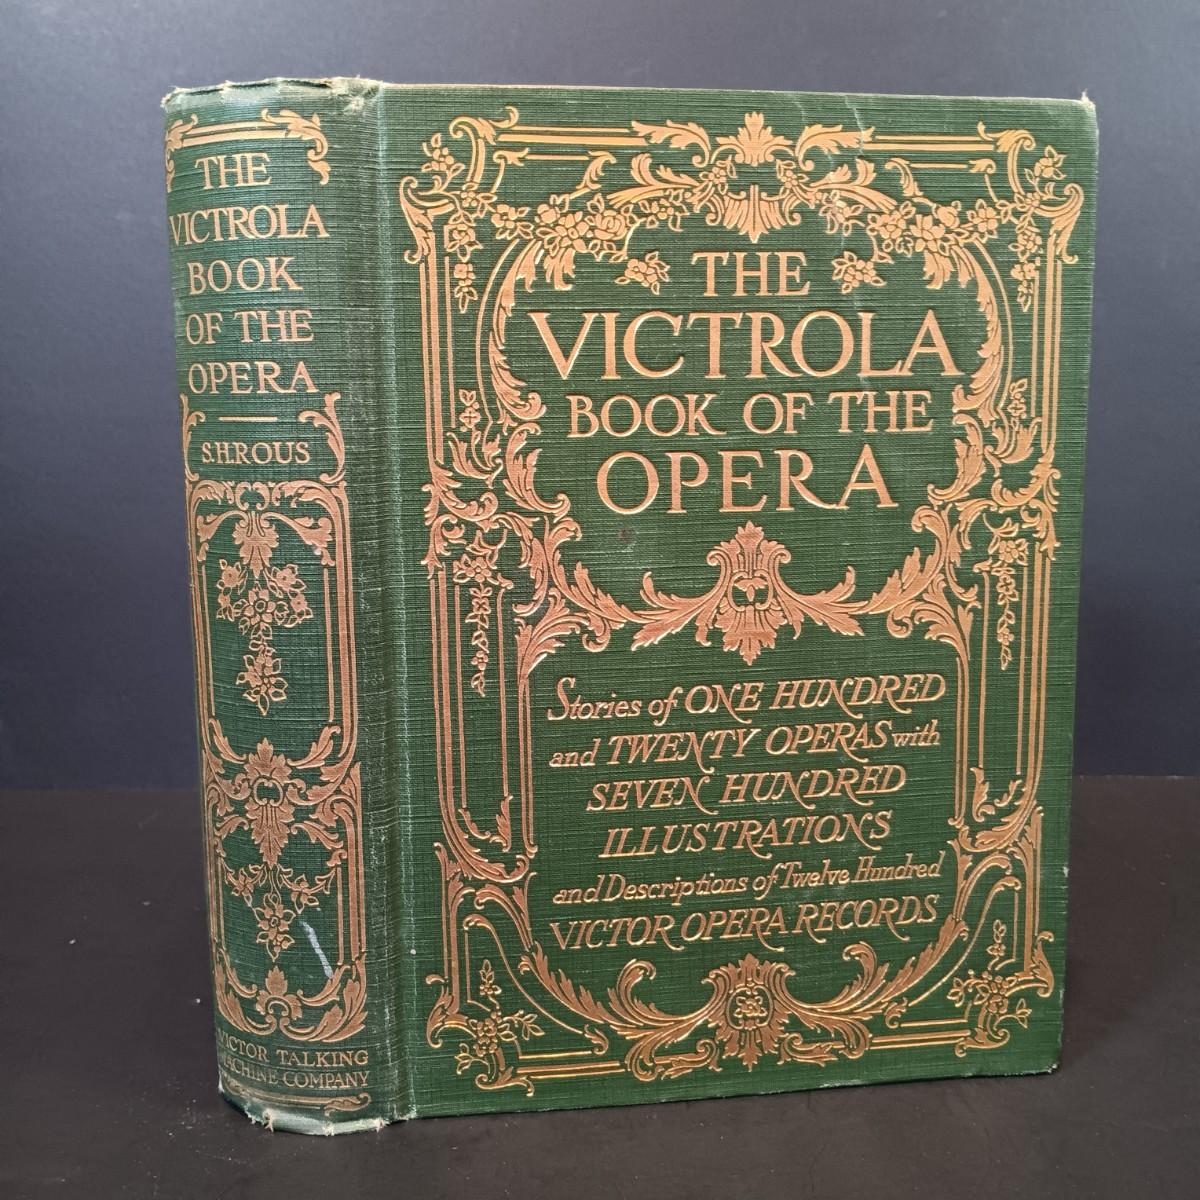 THE
VICTROLA
BOOK
OF THE
OPERA
S.H.ROUS
VICTOR TALKING
MACHINE COMPANY
THE
VICTROLA
BOOK OF THE
OPERA
Stories of ONE HUNDRED
and TWENTY OPERAS with
SEVEN HUNDRED
ILLUSTRATIONS
and Descriptions of Twelve Hundred
VICTOR OPERA RECORDS